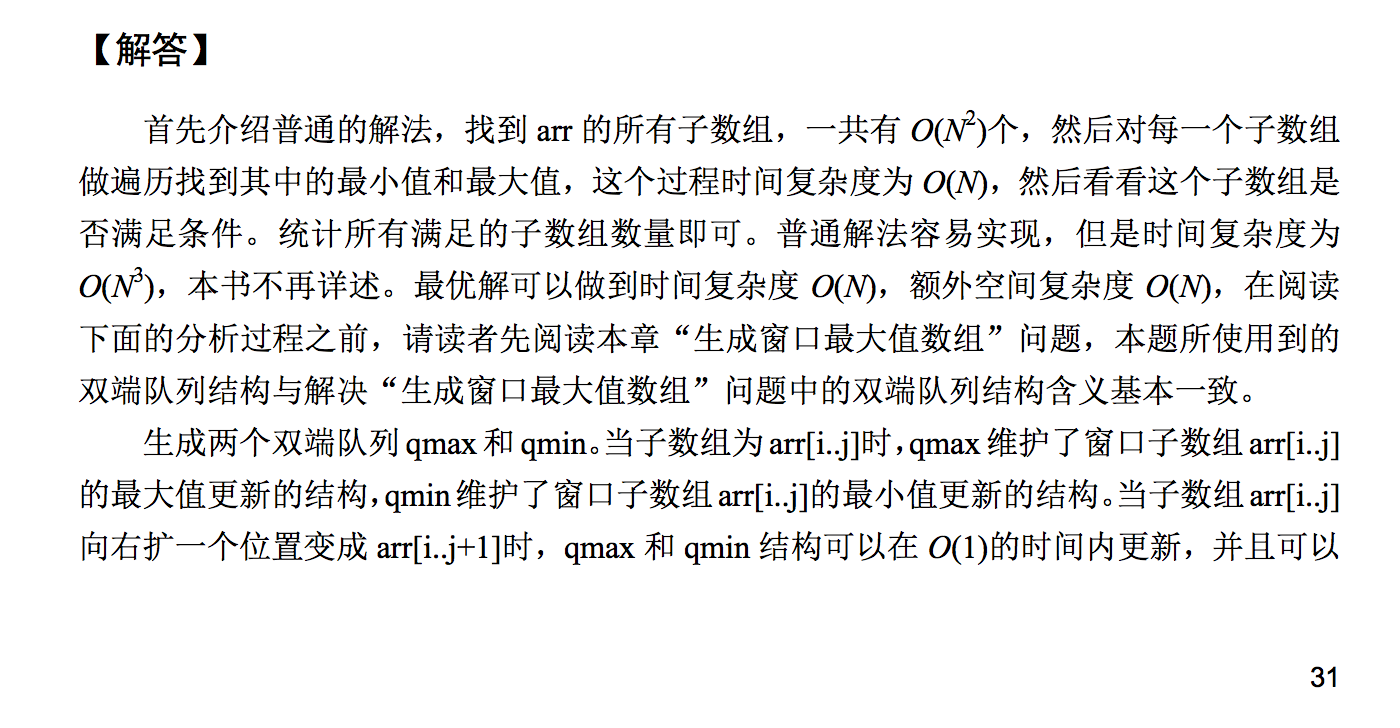 【解答】
首先介绍普通的解法，找到 arr 的所有子数组，一共有 O(N²)个，然后对每一个子数组
做遍历找到其中的最小值和最大值，这个过程时间复杂度为 O(N)，然后看看这个子数组是
否满足条件。统计所有满足的子数组数量即可。普通解法容易实现，但是时间复杂度为
O(N³)，本书不再详述。最优解可以做到时间复杂度 O(N)，额外空间复杂度 O(N)，在阅读
下面的分析过程之前，请读者先阅读本章“生成窗口最大值数组”问题，本题所使用到的
双端队列结构与解决“生成窗口最大值数组”问题中的双端队列结构含义基本一致。
生成两个双端队列 qmax 和 qmin。当子数组为 arr[i..j]时，qmax 维护了窗口子数组 arr[i..j]
的最大值更新的结构，qmin 维护了窗口子数组 arr[i..j]的最小值更新的结构。当子数组 arr[i..j]
向右扩一个位置变成 arr[i..j+1]时，qmax 和 qmin 结构可以在 O(1)的时间内更新，并且可以
31